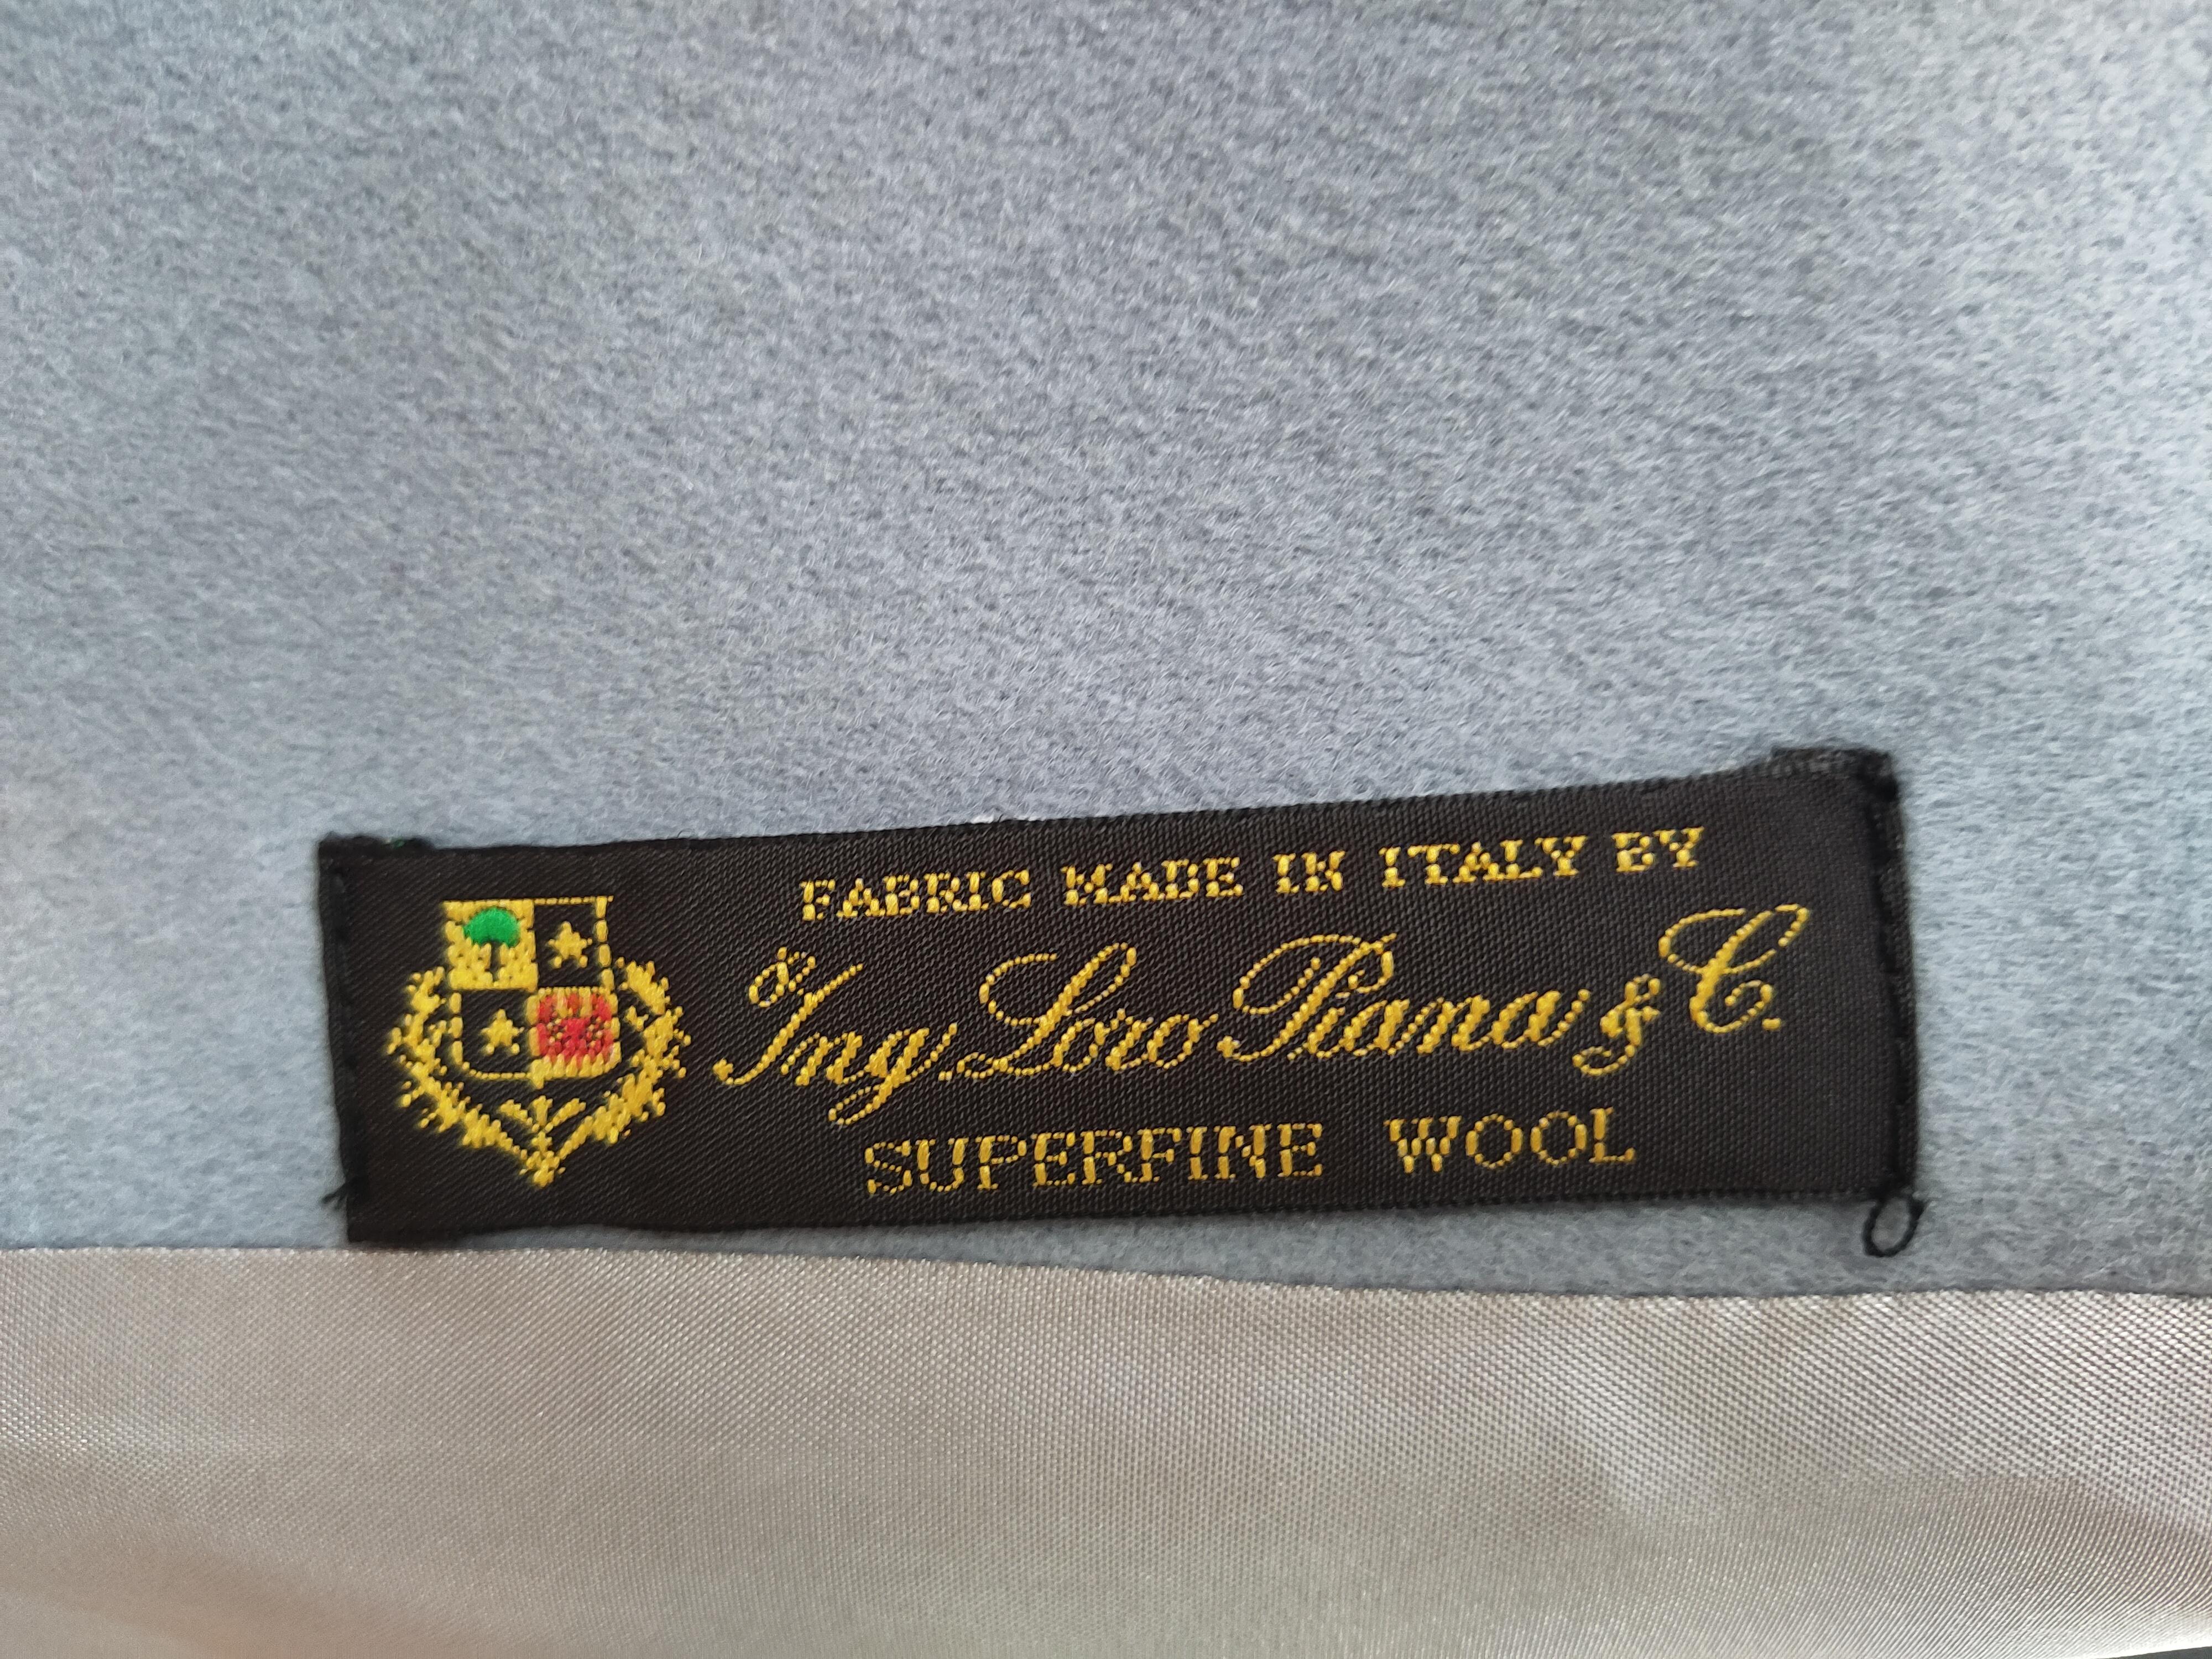 FABRIC MADE IN ITALY BY
Ing. Loro Piana & C.
SUPERFINE WOOL